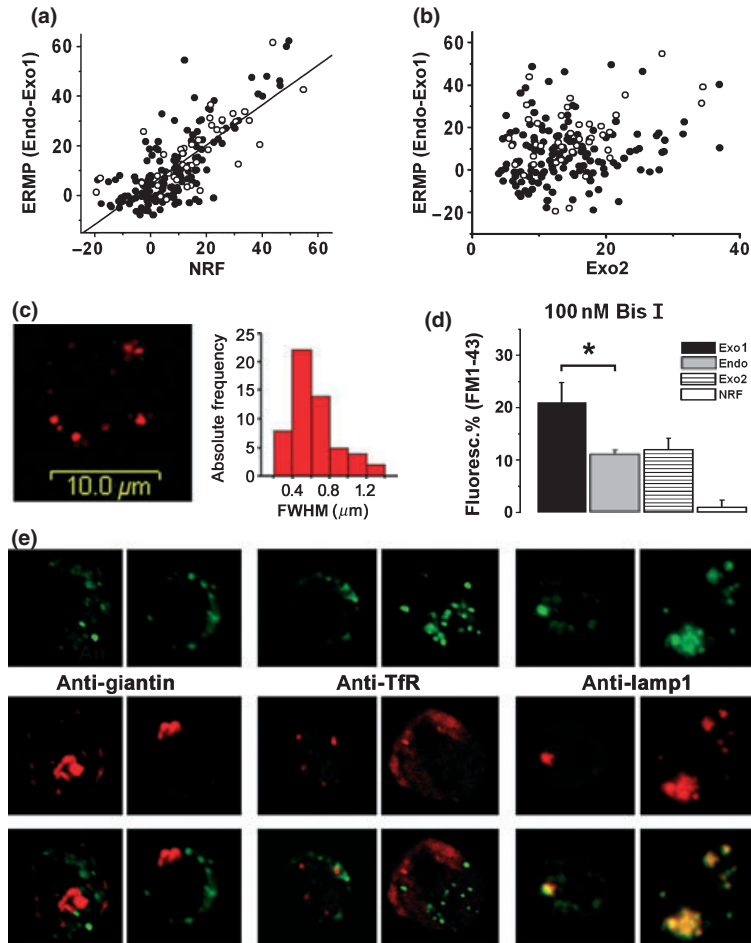 (a)
ERMP (Endo-Exo1)
60
40
20
0
−20 0 20 40 60
NRF
(b)
ERMP (Endo-Exo1)
60
40
20
0
−20
0 20 40
Exo2
(c)
10.0 µm
Absolute frequency
25
20
15
10
5
0
0.4 0.8 1.2
FWHM (µm)
(d)
100 nM Bis I
Fluoresc.% (FM1-43)
30
20
10
0
*
Exo1
Endo
Exo2
NRF
(e)
Anti-giantin Anti-TfR Anti-lamp1